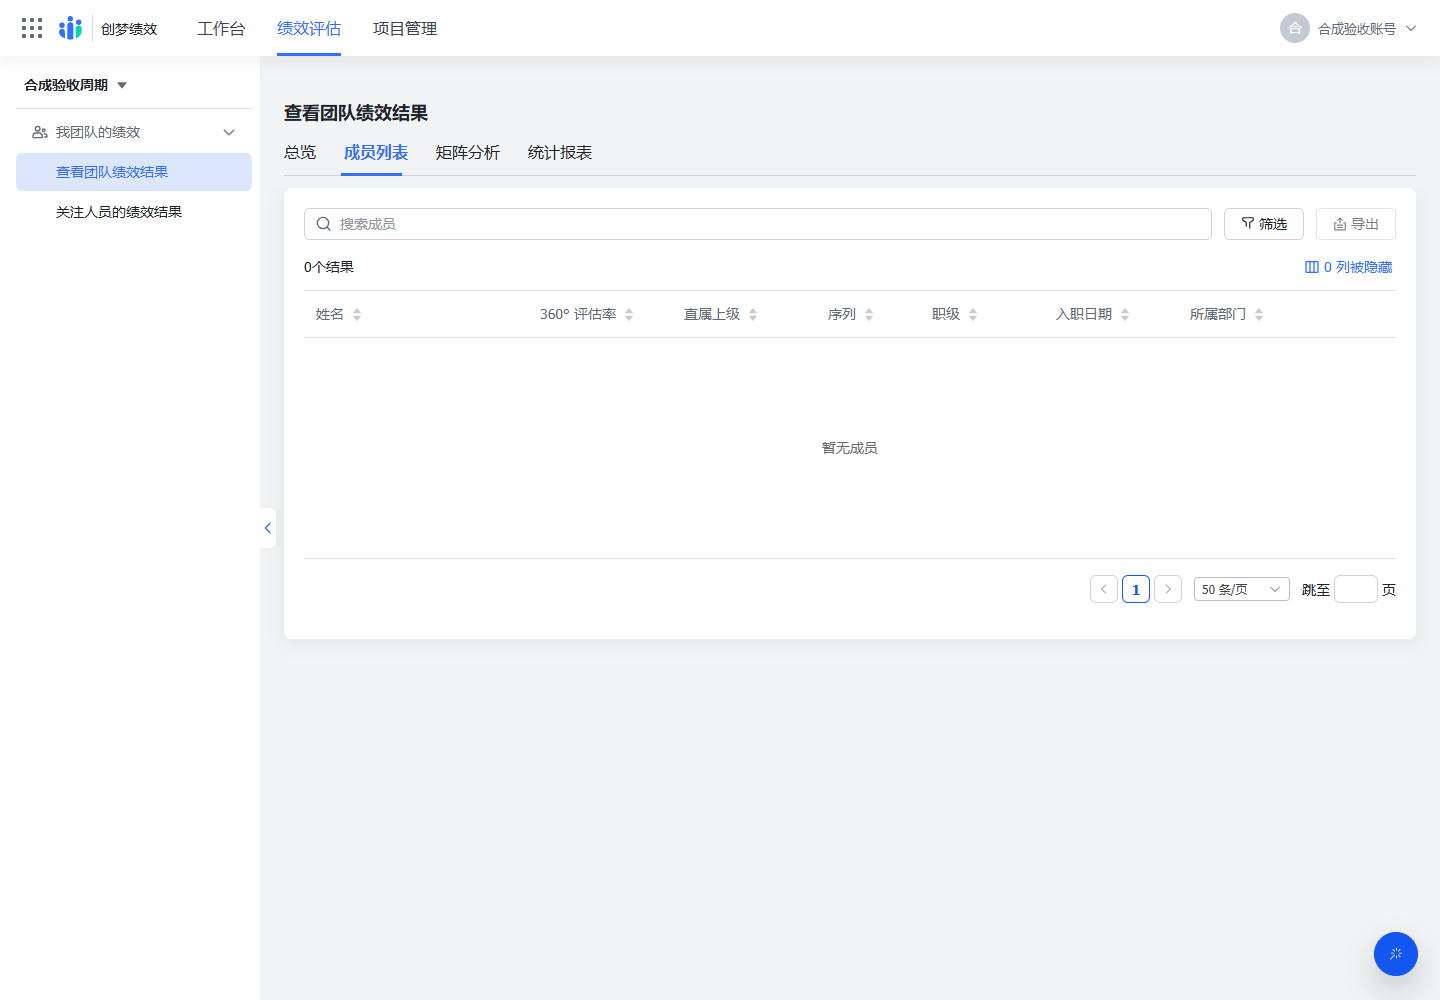 创梦绩效 工作台 绩效评估 项目管理 合 合成验收账号
合成验收周期
我团队的绩效
查看团队绩效结果
关注人员的绩效结果
查看团队绩效结果
总览 成员列表 矩阵分析 统计报表
搜索成员 筛选 导出
0个结果 0 列被隐藏
姓名 360° 评估率 直属上级 序列 职级 入职日期 所属部门
暂无成员
1 50 条/页 跳至 页